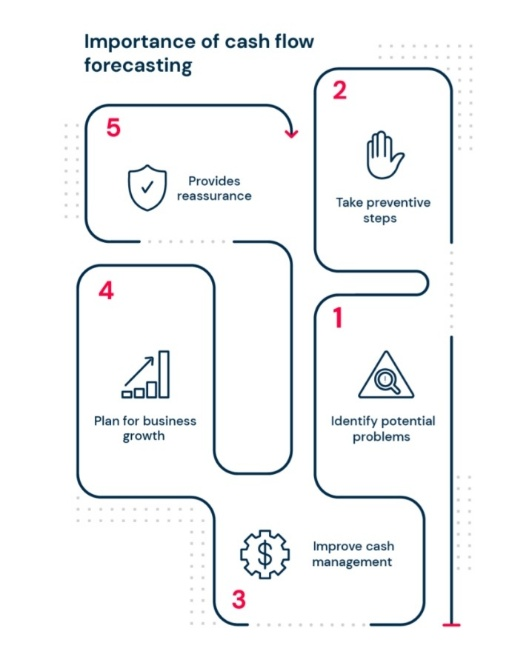 Importance of cash flow
forecasting
5
Provides
reassurance
2
Take preventive
steps
4
Plan for business
growth
1
Identify potential
problems
$
Improve cash
management
3